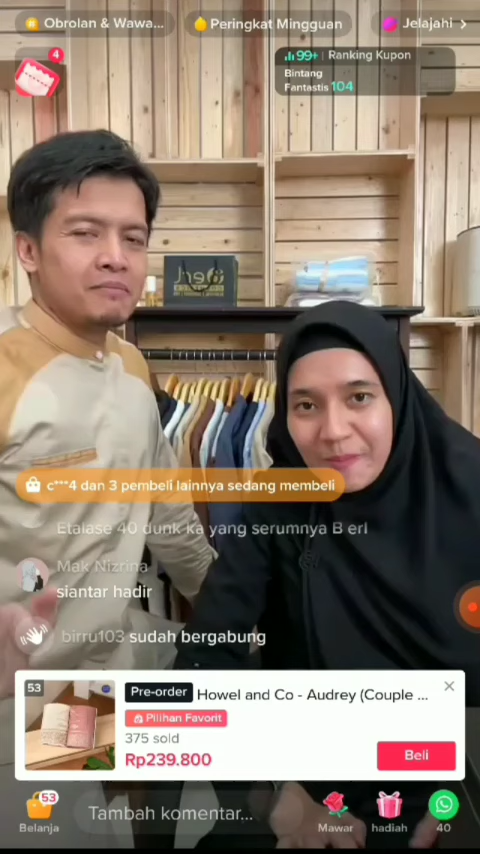 Obrolan & Wawa...
Peringkat Mingguan
Jelajahi >
4
99+ | Ranking Kupon
Bintang
Fantastis 104
c***4 dan 3 pembeli lainnya sedang membeli
Etalase 40 dunk ka yang serumnya B erl
Mak Nizrina
siantar hadir
birru103 sudah bergabung
53
Pre-order Howel and Co - Audrey (Couple ...
Pilihan Favorit
375 sold
Rp239.800
Beli
53
Tambah komentar...
Belanja
Mawar
hadiah
40